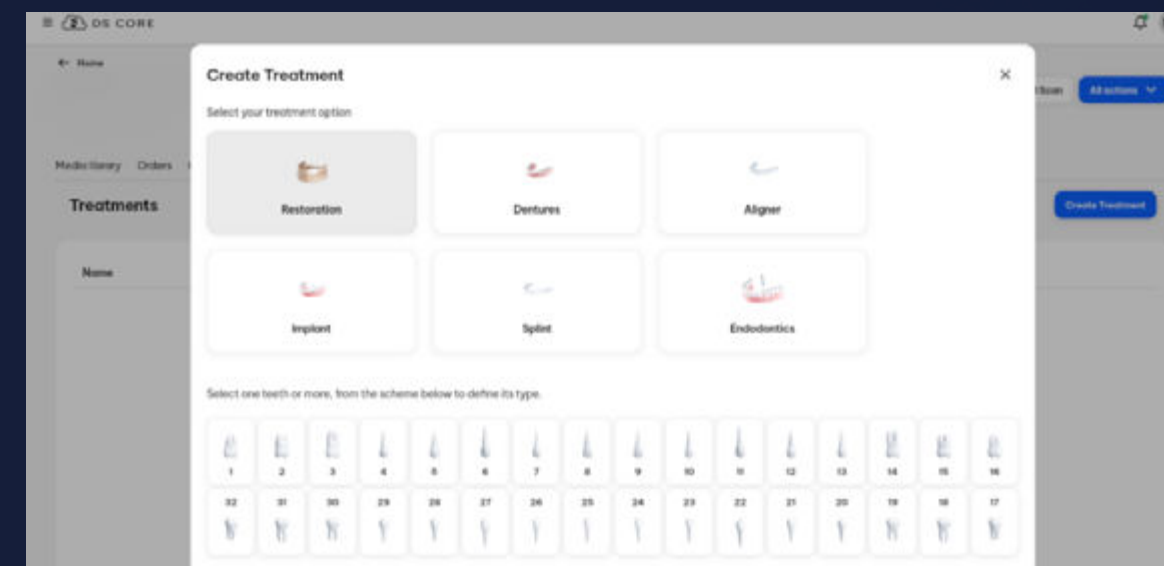 DS CORE
← Home
Create Treatment
Scan
All actions
Select your treatment option
Media library Orders
Treatments
Restoration
Dentures
Aligner
Create Treatment
Name
Implant
Splint
Endodontics
Select one teeth or more, from the scheme below to define its type.
1 2 3 4 5 6 7 8 9 10 11 12 13 14 15 16
32 31 30 29 28 27 26 25 24 23 22 21 20 19 18 17